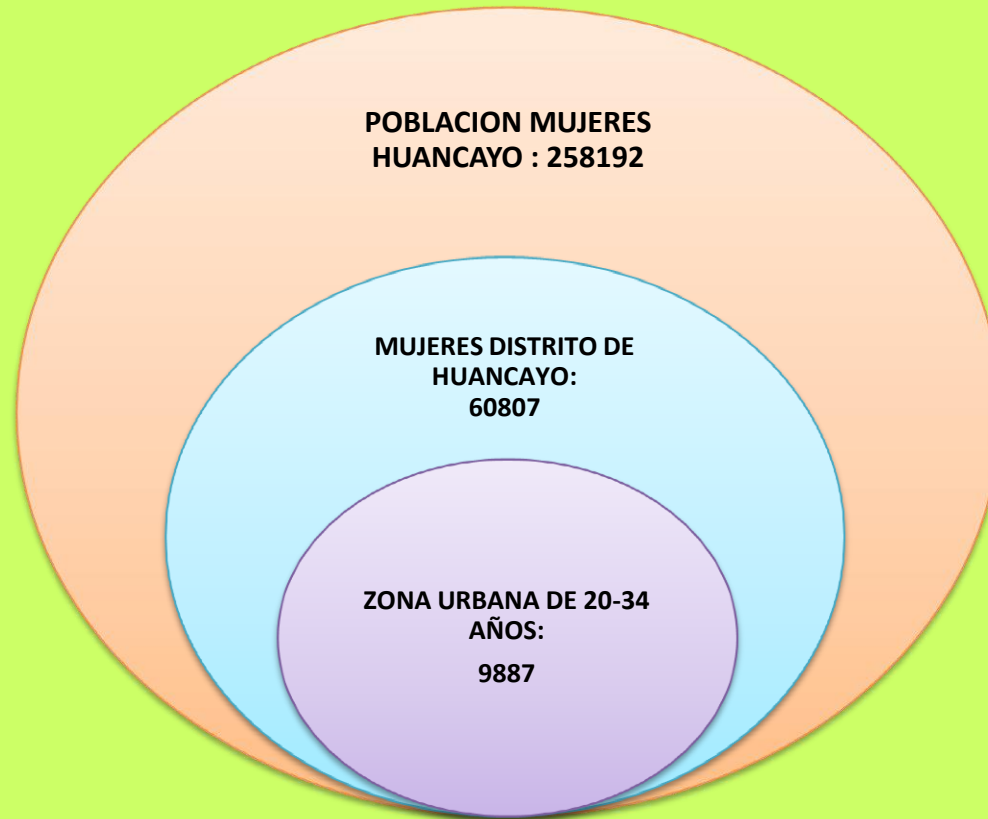 POBLACION MUJERES
HUANCAYO : 258192
MUJERES DISTRITO DE
HUANCAYO:
60807
ZONA URBANA DE 20-34
AÑOS:
9887